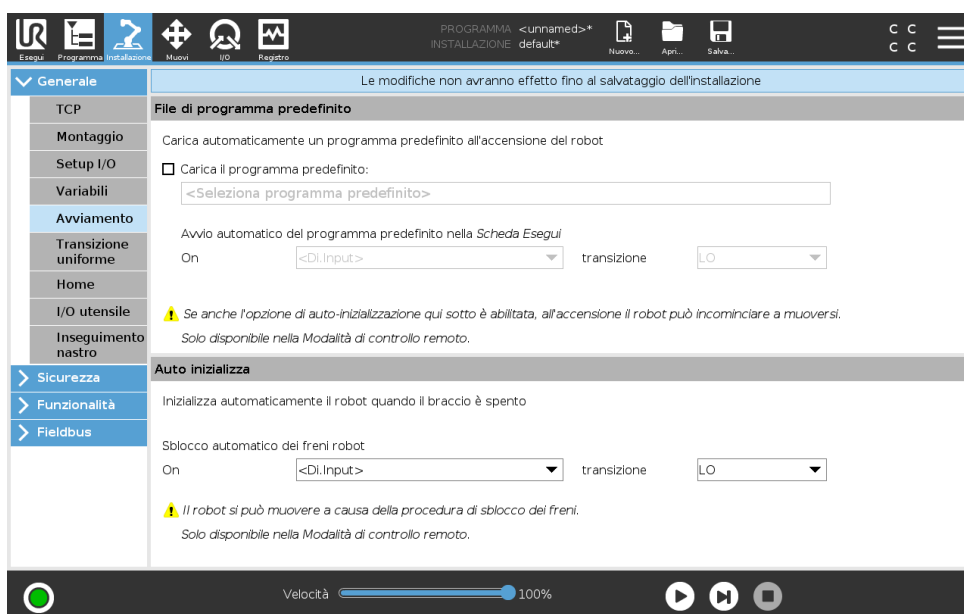 PROGRAMMA <unnamed>*
INSTALLAZIONE default*
Esegui Programma Installazione Muovi I/O Registro Nuovo... Apri... Salva...
C C
C C
Generale
TCP
Montaggio
Setup I/O
Variabili
Avviamento
Transizione
uniforme
Home
I/O utensile
Inseguimento
nastro
Sicurezza
Funzionalità
Fieldbus
Le modifiche non avranno effetto fino al salvataggio dell'installazione
File di programma predefinito
Carica automaticamente un programma predefinito all'accensione del robot
Carica il programma predefinito:
<Seleziona programma predefinito>
Avvio automatico del programma predefinito nella Scheda Esegui
On <Di.Input> transizione LO
Se anche l'opzione di auto-inizializzazione qui sotto è abilitata, all'accensione il robot può incominciare a muoversi.
Solo disponibile nella Modalità di controllo remoto.
Auto inizializza
Inizializza automaticamente il robot quando il braccio è spento
Sblocco automatico dei freni robot
On <Di.Input> transizione LO
Il robot si può muovere a causa della procedura di sblocco dei freni.
Solo disponibile nella Modalità di controllo remoto.
Velocità 100%